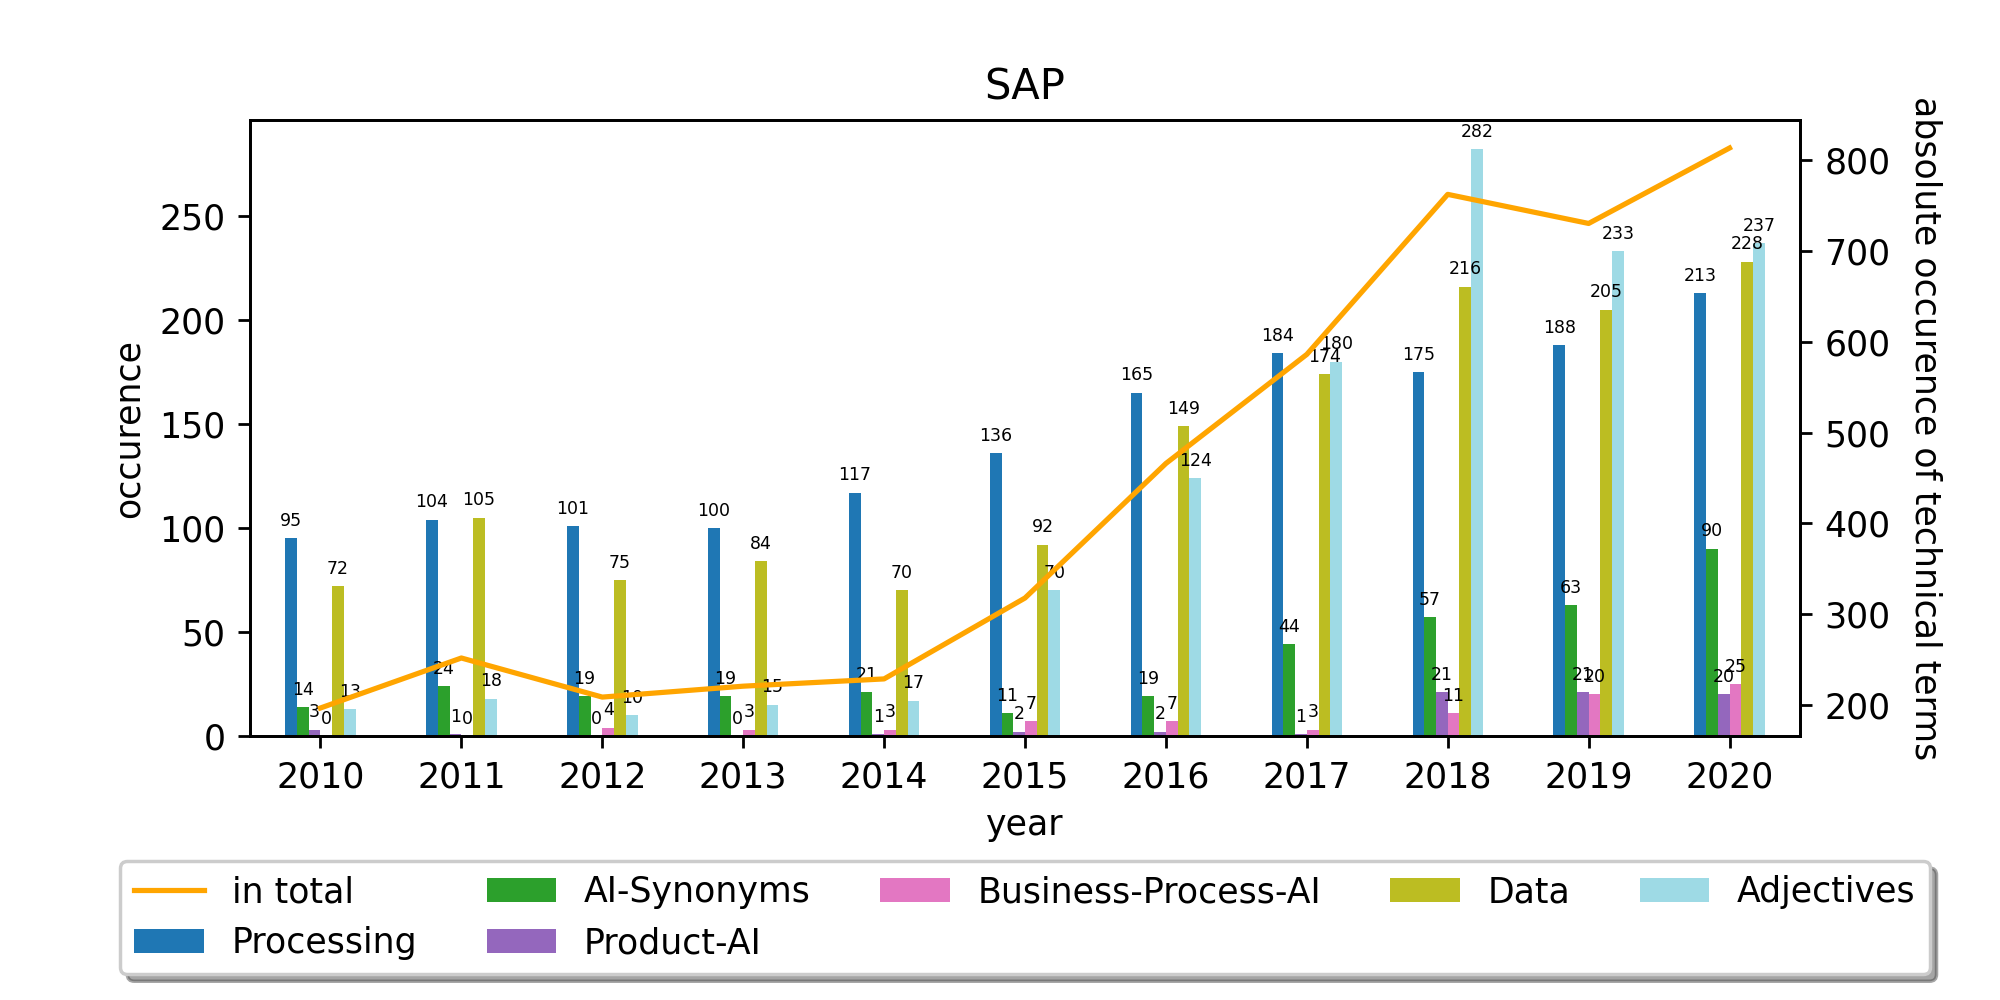 SAP
absolute occurence of technical terms
occurence
250
200
150
100
50
0
800
700
600
500
400
300
200
95 14 3 0 72 13
104 24 1 0 105 18
101 19 0 4 75 10
100 19 0 3 84 15
117 21 1 3 70 17
136 11 2 7 92 70
165 19 2 7 149 124
184 44 1 3 174 180
175 57 21 11 216 282
188 63 21 20 205 233
213 90 20 25 228 237
2010 2011 2012 2013 2014 2015 2016 2017 2018 2019 2020
year
in total AI-Synonyms Business-Process-AI Data Adjectives
Processing Product-AI